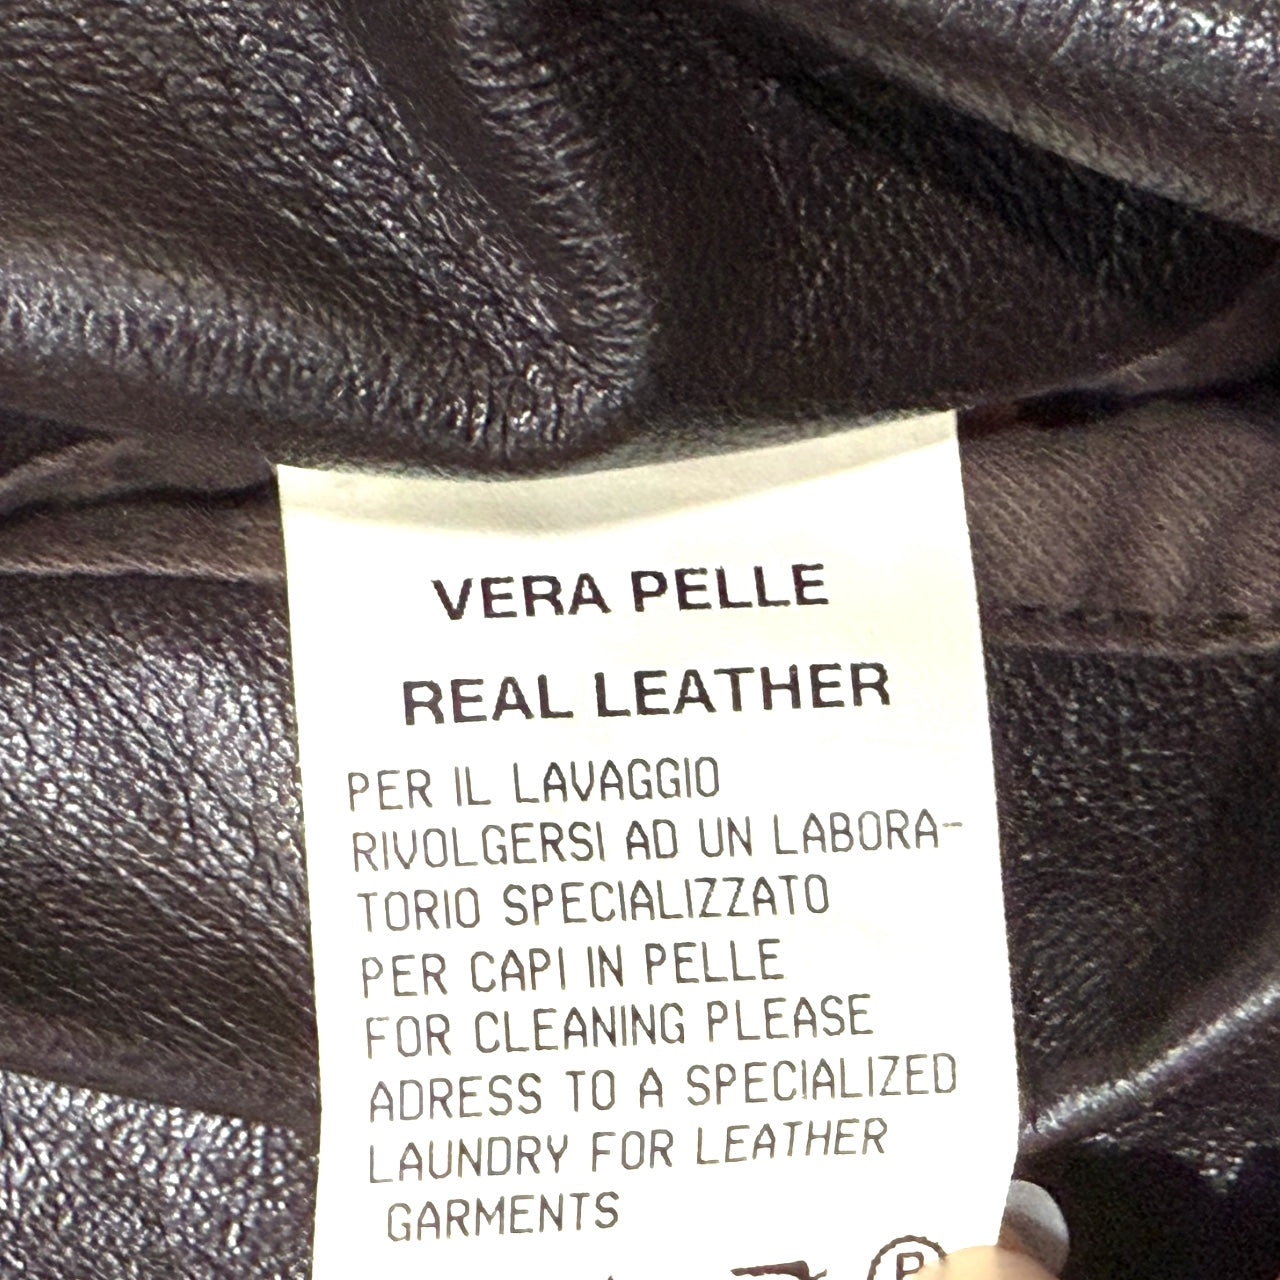 VERA PELLE
REAL LEATHER
PER IL LAVAGGIO
RIVOLGERSI AD UN LABORA-
TORIO SPECIALIZZATO
PER CAPI IN PELLE
FOR CLEANING PLEASE
ADRESS TO A SPECIALIZED
LAUNDRY FOR LEATHER
GARMENTS
P